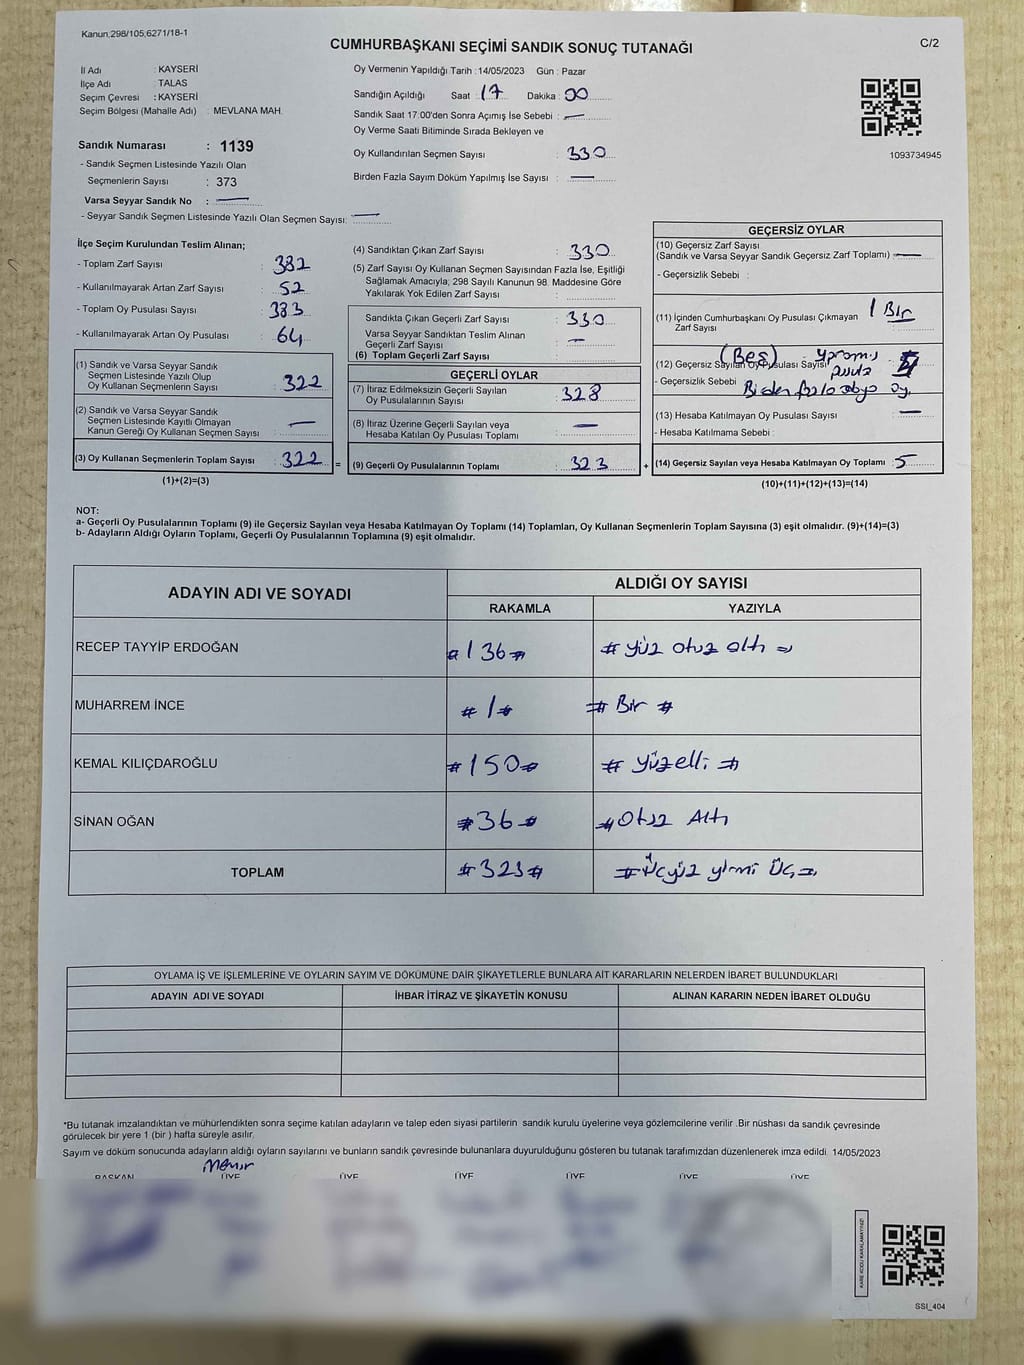 Kanun:298/105;6271/18-1
CUMHURBAŞKANI SEÇİMİ SANDIK SONUÇ TUTANAĞI
C/2
İl Adı : KAYSERİ
İlçe Adı : TALAS
Seçim Çevresi : KAYSERİ
Seçim Bölgesi (Mahalle Adı) : MEVLANA MAH.
Sandık Numarası : 1139
- Sandık Seçmen Listesinde Yazılı Olan
Seçmenlerin Sayısı : 373
Varsa Seyyar Sandık No : —
- Seyyar Sandık Seçmen Listesinde Yazılı Olan Seçmen Sayısı: —
Oy Vermenin Yapıldığı Tarih : 14/05/2023 Gün : Pazar
Sandığın Açıldığı Saat : 17 Dakika : 00
Sandık Saat 17:00'den Sonra Açımış İse Sebebi : —
Oy Verme Saati Bitiminde Sırada Bekleyen ve
Oy Kullandırılan Seçmen Sayısı : 330
Birden Fazla Sayım Döküm Yapılmış İse Sayısı : —
1093734945
İlçe Seçim Kurulundan Teslim Alınan;
- Toplam Zarf Sayısı : 382
- Kullanılmayarak Artan Zarf Sayısı : 52
- Toplam Oy Pusulası Sayısı : 383
- Kullanılmayarak Artan Oy Pusulası : 64
(1) Sandık ve Varsa Seyyar Sandık
Seçmen Listesinde Yazılı Olup
Oy Kullanan Seçmenlerin Sayısı : 322
(2) Sandık ve Varsa Seyyar Sandık
Seçmen Listesinde Kayıtlı Olmayan
Kanun Gereği Oy Kullanan Seçmen Sayısı : —
(3) Oy Kullanan Seçmenlerin Toplam Sayısı : 322
(1)+(2)=(3)
(4) Sandıktan Çıkan Zarf Sayısı : 330
(5) Zarf Sayısı Oy Kullanan Seçmen Sayısından Fazla İse, Eşitliği
Sağlamak Amacıyla; 298 Sayılı Kanunun 98. Maddesine Göre
Yakılarak Yok Edilen Zarf Sayısı :
Sandıkta Çıkan Geçerli Zarf Sayısı : 330
Varsa Seyyar Sandıktan Teslim Alınan
Geçerli Zarf Sayısı : —
(6) Toplam Geçerli Zarf Sayısı :
GEÇERLİ OYLAR
(7) İtiraz Edilmeksizin Geçerli Sayılan
Oy Pusulalarının Sayısı : 328
(8) İtiraz Üzerine Geçerli Sayılan veya
Hesaba Katılan Oy Pusulası Toplamı : —
= (9) Geçerli Oy Pusulalarının Toplamı : 323
GEÇERSİZ OYLAR
(10) Geçersiz Zarf Sayısı
(Sandık ve Varsa Seyyar Sandık Geçersiz Zarf Toplamı) : —
- Geçersizlik Sebebi :
(11) İçinden Cumhurbaşkanı Oy Pusulası Çıkmayan 1 Bir
Zarf Sayısı
(Beş)
(12) Geçersiz Sayılan Oy Pusulası Sayısı pusula
- Geçersizlik Sebebi Birden fazla
(13) Hesaba Katılmayan Oy Pusulası Sayısı : —
- Hesaba Katılmama Sebebi :
+ (14) Geçersiz Sayılan veya Hesaba Katılmayan Oy Toplamı : 5
(10)+(11)+(12)+(13)=(14)
NOT:
a- Geçerli Oy Pusulalarının Toplamı (9) ile Geçersiz Sayılan veya Hesaba Katılmayan Oy Toplamı (14) Toplamları, Oy Kullanan Seçmenlerin Toplam Sayısına (3) eşit olmalıdır. (9)+(14)=(3)
b- Adayların Aldığı Oyların Toplamı, Geçerli Oy Pusulalarının Toplamına (9) eşit olmalıdır.
ADAYIN ADI VE SOYADI
ALDIĞI OY SAYISI
RAKAMLA YAZIYLA
RECEP TAYYİP ERDOĞAN # 136 # # yüz otuz altı #
MUHARREM İNCE # 1 # # Bir #
KEMAL KILIÇDAROĞLU # 150 # # yüzelli #
SİNAN OĞAN # 36 # # Otuz Altı
TOPLAM # 323 # # Üçyüz yirmi Üç #
OYLAMA İŞ VE İŞLEMLERİNE VE OYLARIN SAYIM VE DÖKÜMÜNE DAİR ŞİKAYETLERLE BUNLARA AİT KARARLARIN NELERDEN İBARET BULUNDUKLARI
ADAYIN ADI VE SOYADI İHBAR İTİRAZ VE ŞİKAYETİN KONUSU ALINAN KARARIN NEDEN İBARET OLDUĞU
*Bu tutanak imzalandıktan ve mühürlendikten sonra seçime katılan adayların ve talep eden siyasi partilerin sandık kurulu üyelerine veya gözlemcilerine verilir .Bir nüshası da sandık çevresinde
görülecek bir yere 1 (bir ) hafta süreyle asılır.
Sayım ve döküm sonucunda adayların aldığı oyların sayılarını ve bunların sandık çevresinde bulunanlara duyurulduğunu gösteren bu tutanak tarafımızdan düzenlenerek imza edildi. 14/05/2023
Memur
BAŞKAN ÜYE ÜYE ÜYE ÜYE ÜYE ÜYE
KARE KODU KARALAMAYINIZ!
SSI_404